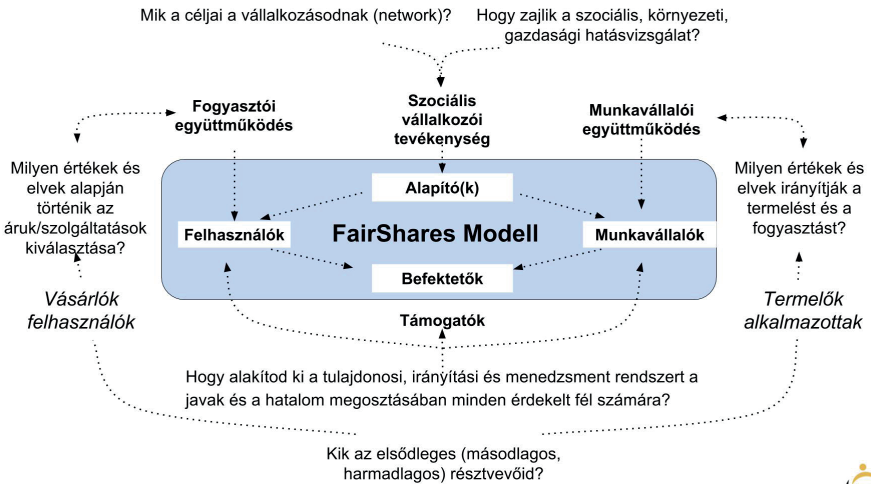 Mik a céljai a vállalkozásodnak (network)?
Hogy zajlik a szociális, környezeti,
gazdasági hatásvizsgálat?
Fogyasztói
együttműködés
Szociális
vállalkozói
tevékenység
Munkavállalói
együttműködés
Milyen értékek és
elvek alapján
történik az
áruk/szolgáltatások
kiválasztása?
Milyen értékek és
elvek irányítják a
termelést és a
fogyasztást?
Alapító(k)
Felhasználók
FairShares Modell
Munkavállalók
Befektetők
Vásárlók
felhasználók
Támogatók
Termelők
alkalmazottak
Hogy alakítod ki a tulajdonosi, irányítási és menedzsment rendszert a
javak és a hatalom megosztásában minden érdekelt fél számára?
Kik az elsődleges (másodlagos,
harmadlagos) résztvevőid?